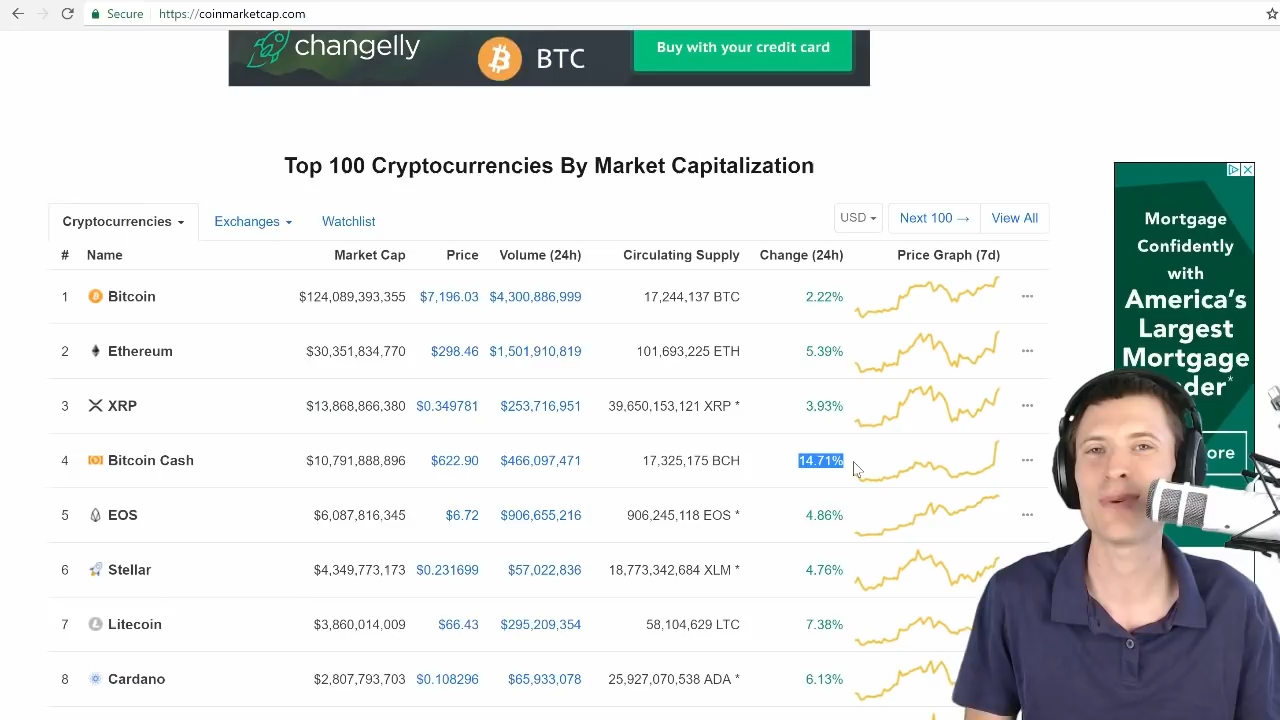 Secure https://coinmarketcap.com
changelly
BTC
Buy with your credit card
Top 100 Cryptocurrencies By Market Capitalization
Cryptocurrencies Exchanges Watchlist USD Next 100 → View All
# Name Market Cap Price Volume (24h) Circulating Supply Change (24h) Price Graph (7d)
1 Bitcoin $124,089,393,355 $7,196.03 $4,300,886,999 17,244,137 BTC 2.22%
2 Ethereum $30,351,834,770 $298.46 $1,501,910,819 101,693,225 ETH 5.39%
3 XRP $13,868,866,380 $0.349781 $253,716,951 39,650,153,121 XRP * 3.93%
4 Bitcoin Cash $10,791,888,896 $622.90 $466,097,471 17,325,175 BCH 14.71%
5 EOS $6,087,816,345 $6.72 $906,655,216 906,245,118 EOS * 4.86%
6 Stellar $4,349,773,173 $0.231699 $57,022,836 18,773,342,684 XLM * 4.76%
7 Litecoin $3,860,014,009 $66.43 $295,209,354 58,104,629 LTC 7.38%
8 Cardano $2,807,793,703 $0.108296 $65,933,078 25,927,070,538 ADA * 6.13%
Mortgage
Confidently
with
America's
Largest
Mortgage